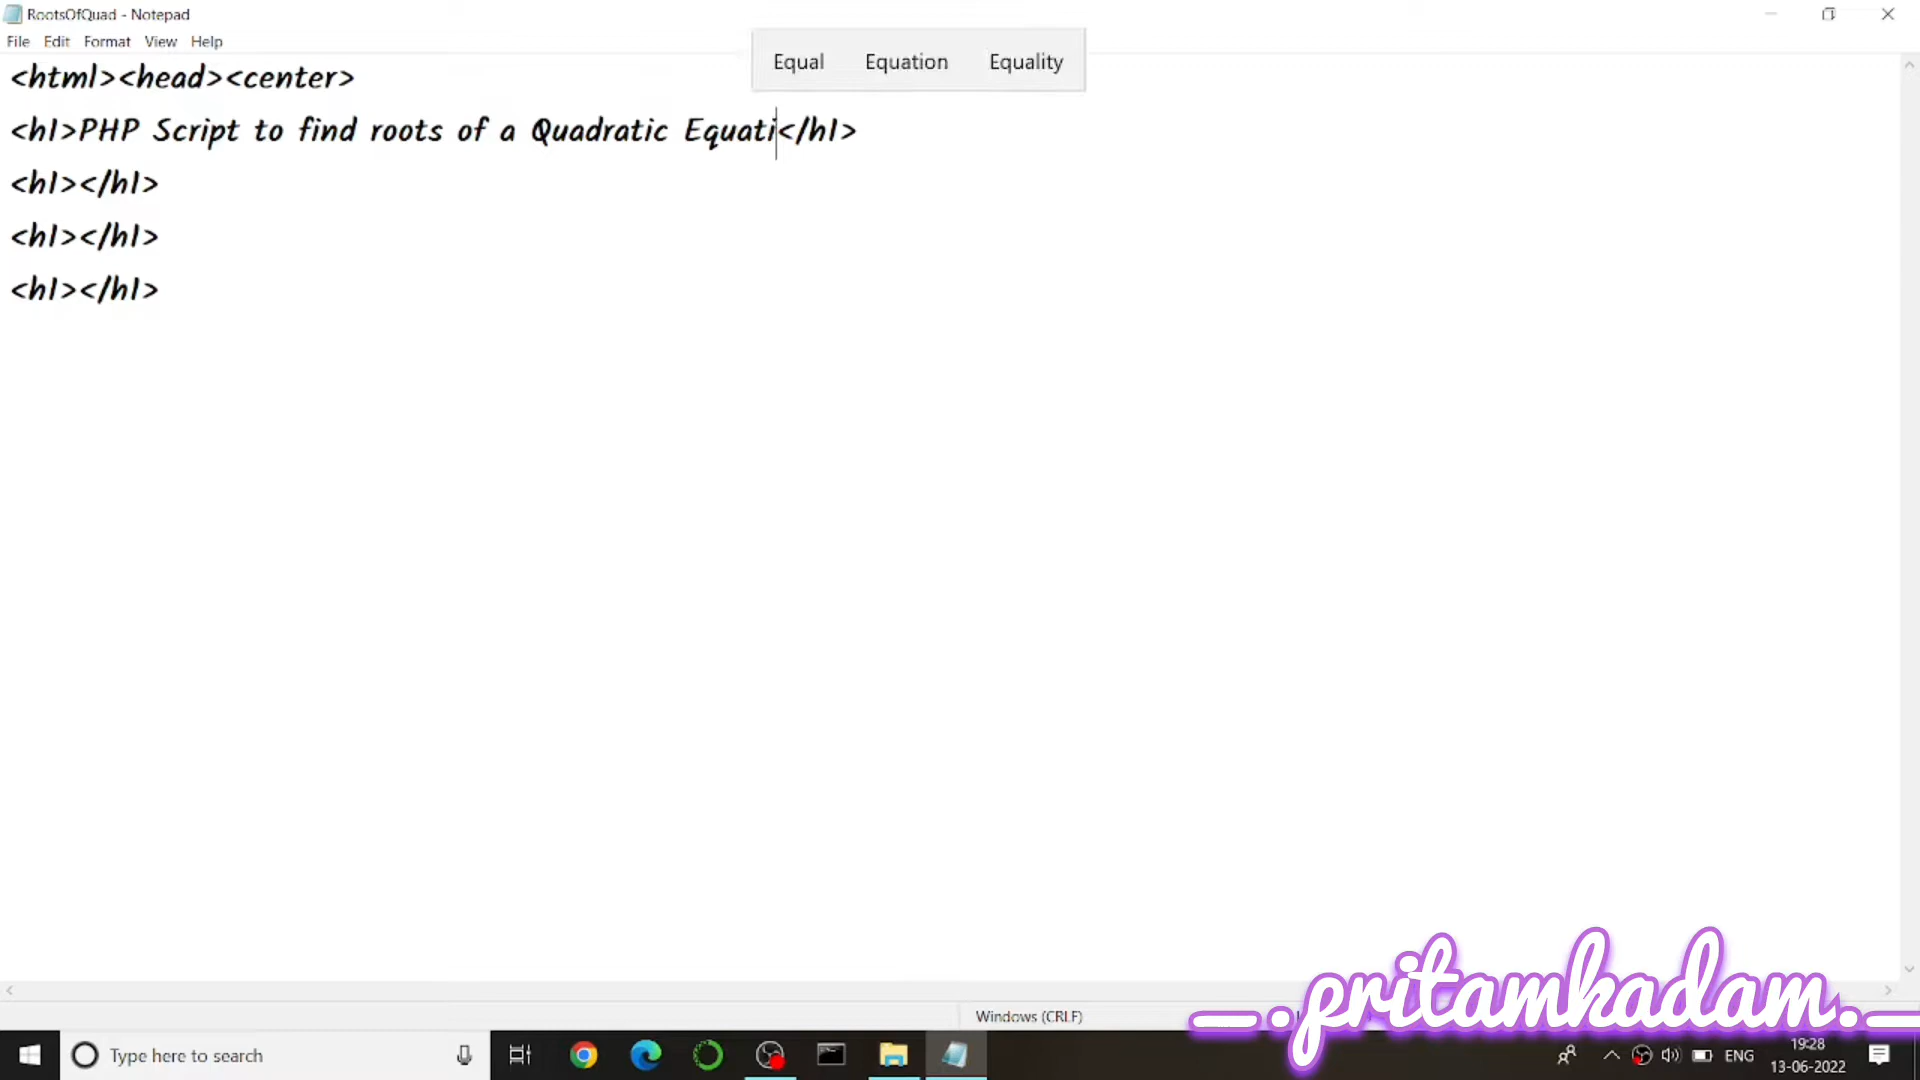 RootsOfQuad - Notepad
File Edit Format View Help
Equal Equation Equality
<html><head><center>
<h1>PHP Script to find roots of a Quadratic Equati</h1>
<h1></h1>
<h1></h1>
<h1></h1>
Windows (CRLF)
_.pritamkadam._
Type here to search
ENG
19:28
13-06-2022